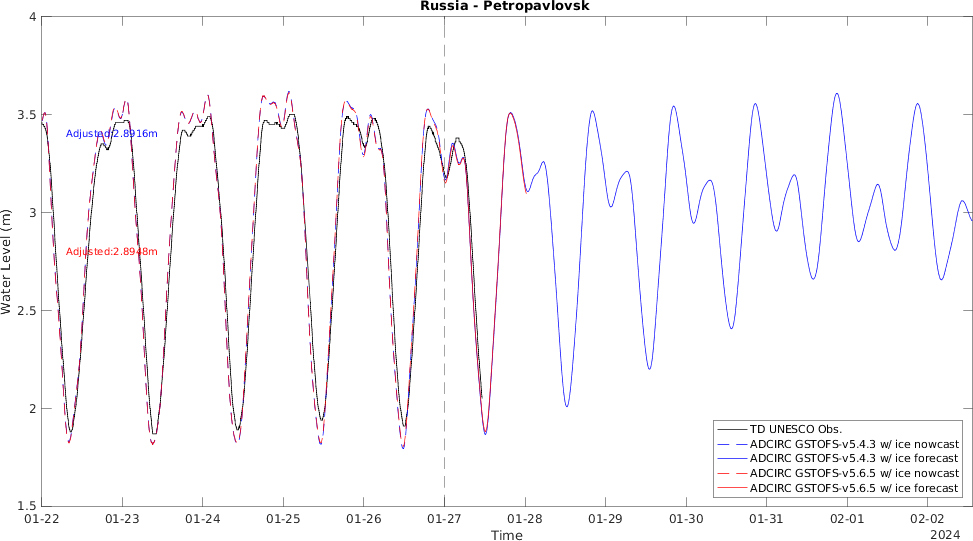 Russia - Petropavlovsk
4
3.5
3
2.5
2
1.5
Water Level (m)
Adjusted:2.8916m
Adjusted:2.8948m
TD UNESCO Obs.
ADCIRC GSTOFS-v5.4.3 w/ ice nowcast
ADCIRC GSTOFS-v5.4.3 w/ ice forecast
ADCIRC GSTOFS-v5.6.5 w/ ice nowcast
ADCIRC GSTOFS-v5.6.5 w/ ice forecast
01-22 01-23 01-24 01-25 01-26 01-27 01-28 01-29 01-30 01-31 02-01 02-02
Time
2024